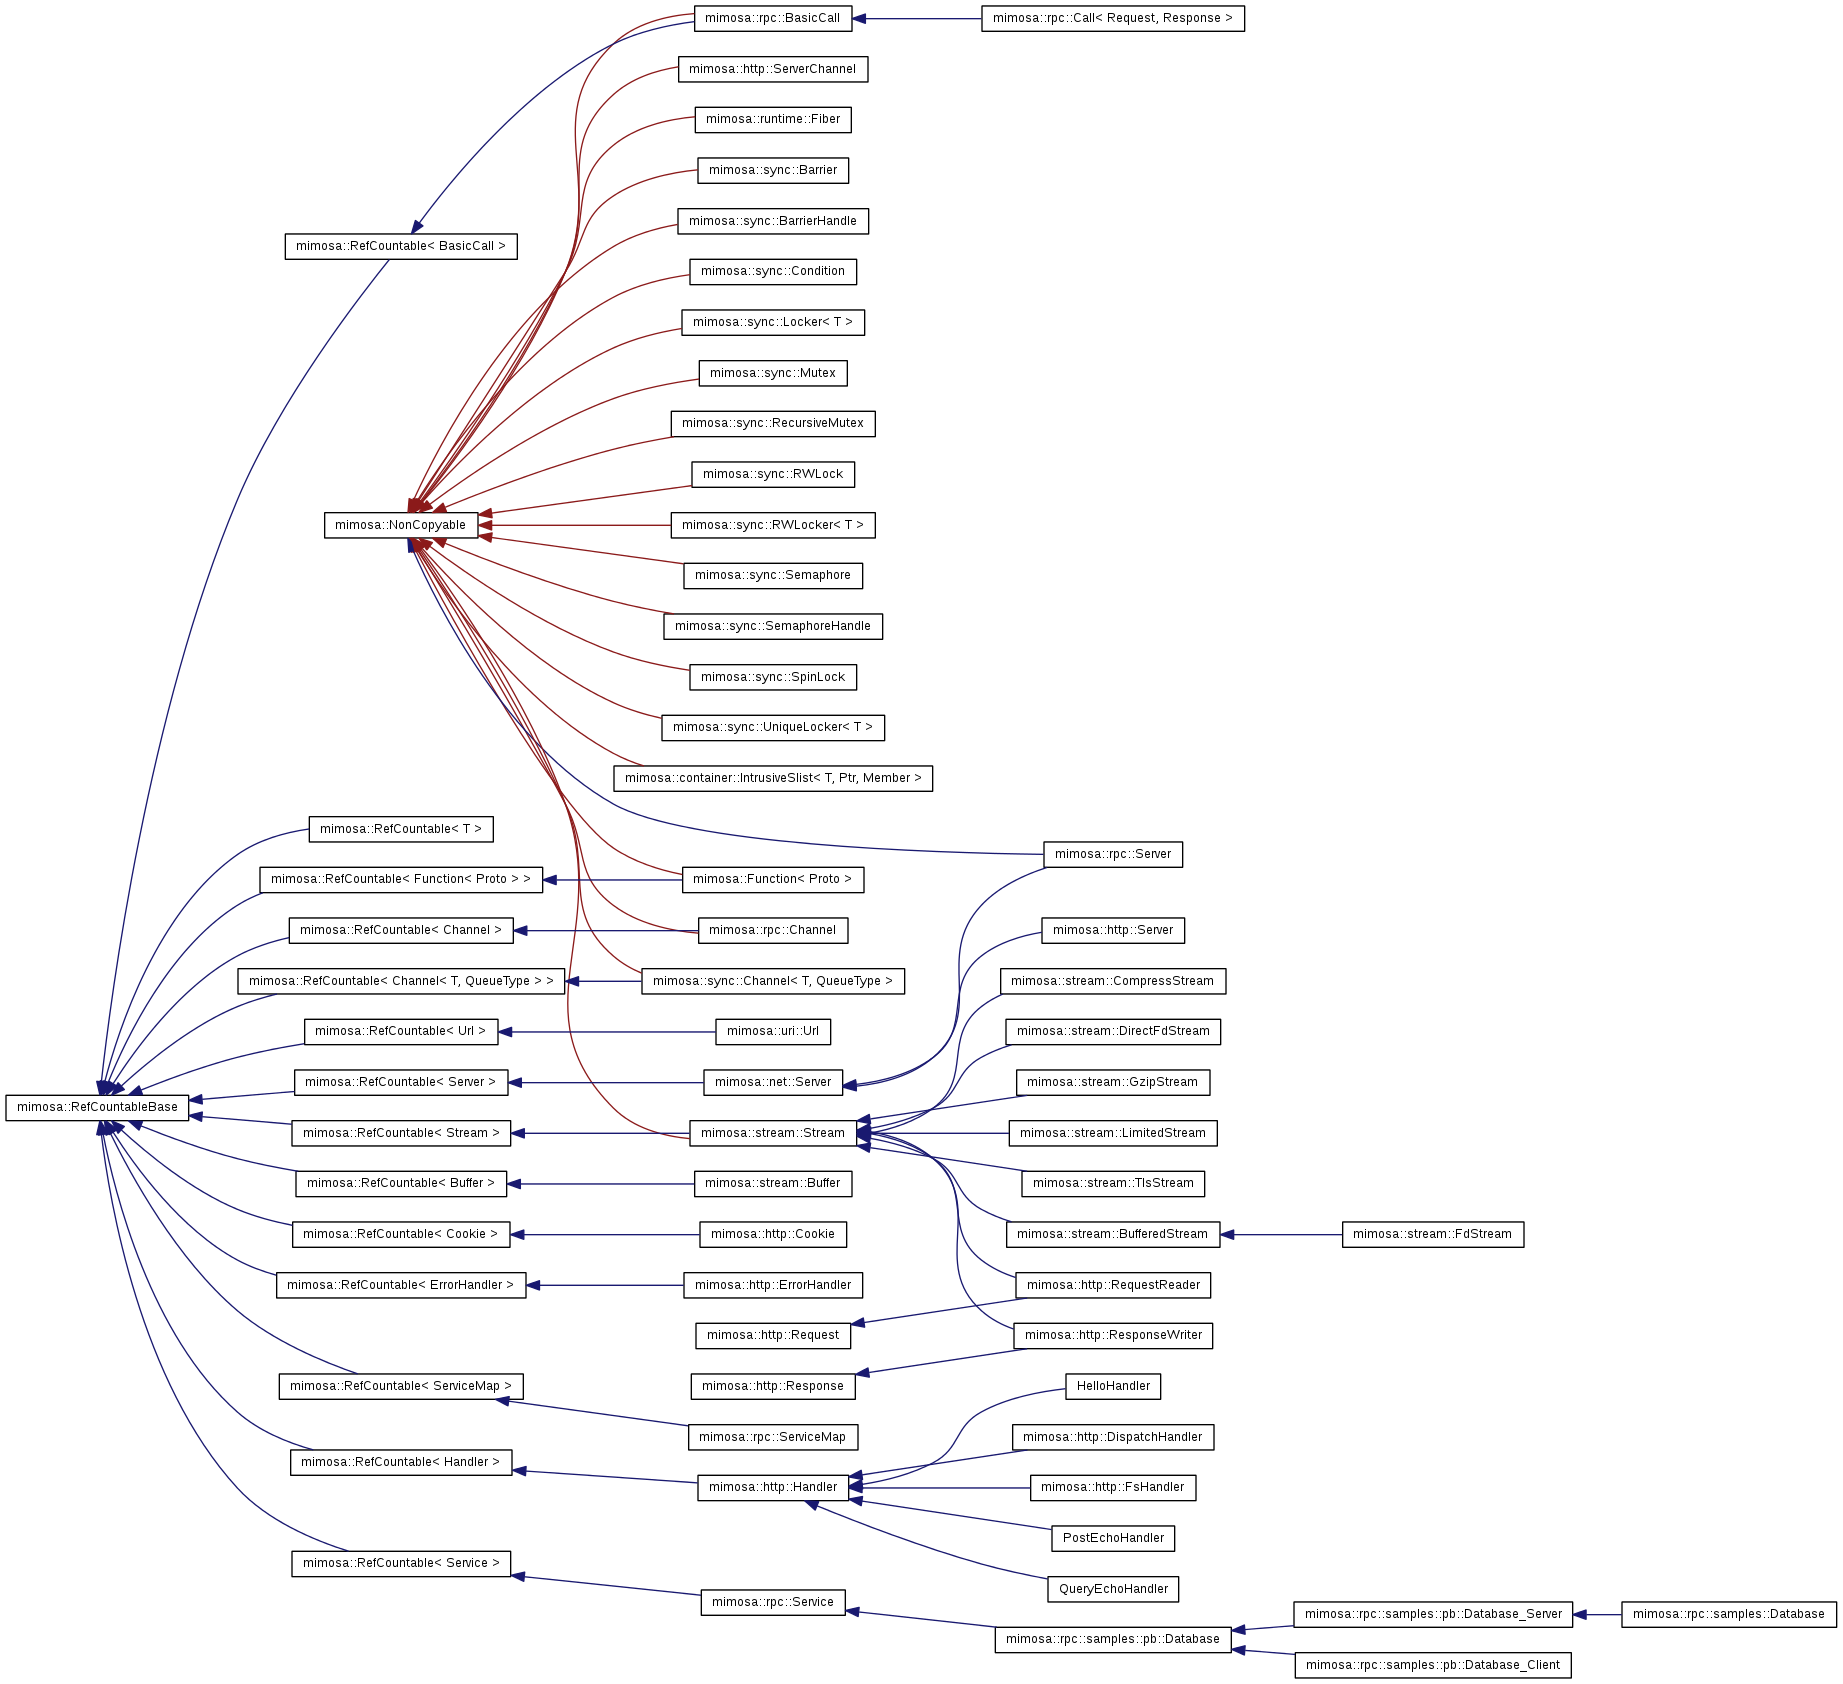 mimosa::rpc::BasicCall
mimosa::rpc::Call< Request, Response >
mimosa::http::ServerChannel
mimosa::runtime::Fiber
mimosa::sync::Barrier
mimosa::sync::BarrierHandle
mimosa::RefCountable< BasicCall >
mimosa::sync::Condition
mimosa::sync::Locker< T >
mimosa::sync::Mutex
mimosa::sync::RecursiveMutex
mimosa::sync::RWLock
mimosa::NonCopyable
mimosa::sync::RWLocker< T >
mimosa::sync::Semaphore
mimosa::sync::SemaphoreHandle
mimosa::sync::SpinLock
mimosa::sync::UniqueLocker< T >
mimosa::container::IntrusiveSlist< T, Ptr, Member >
mimosa::RefCountable< T >
mimosa::rpc::Server
mimosa::RefCountable< Function< Proto > >
mimosa::Function< Proto >
mimosa::RefCountable< Channel >
mimosa::rpc::Channel
mimosa::http::Server
mimosa::RefCountable< Channel< T, QueueType > >
mimosa::sync::Channel< T, QueueType >
mimosa::stream::CompressStream
mimosa::RefCountable< Url >
mimosa::uri::Url
mimosa::stream::DirectFdStream
mimosa::RefCountable< Server >
mimosa::net::Server
mimosa::stream::GzipStream
mimosa::RefCountableBase
mimosa::RefCountable< Stream >
mimosa::stream::Stream
mimosa::stream::LimitedStream
mimosa::RefCountable< Buffer >
mimosa::stream::Buffer
mimosa::stream::TlsStream
mimosa::RefCountable< Cookie >
mimosa::http::Cookie
mimosa::stream::BufferedStream
mimosa::stream::FdStream
mimosa::RefCountable< ErrorHandler >
mimosa::http::ErrorHandler
mimosa::http::RequestReader
mimosa::http::Request
mimosa::http::ResponseWriter
mimosa::RefCountable< ServiceMap >
mimosa::http::Response
HelloHandler
mimosa::rpc::ServiceMap
mimosa::http::DispatchHandler
mimosa::RefCountable< Handler >
mimosa::http::Handler
mimosa::http::FsHandler
PostEchoHandler
mimosa::RefCountable< Service >
QueryEchoHandler
mimosa::rpc::Service
mimosa::rpc::samples::pb::Database_Server
mimosa::rpc::samples::Database
mimosa::rpc::samples::pb::Database
mimosa::rpc::samples::pb::Database_Client